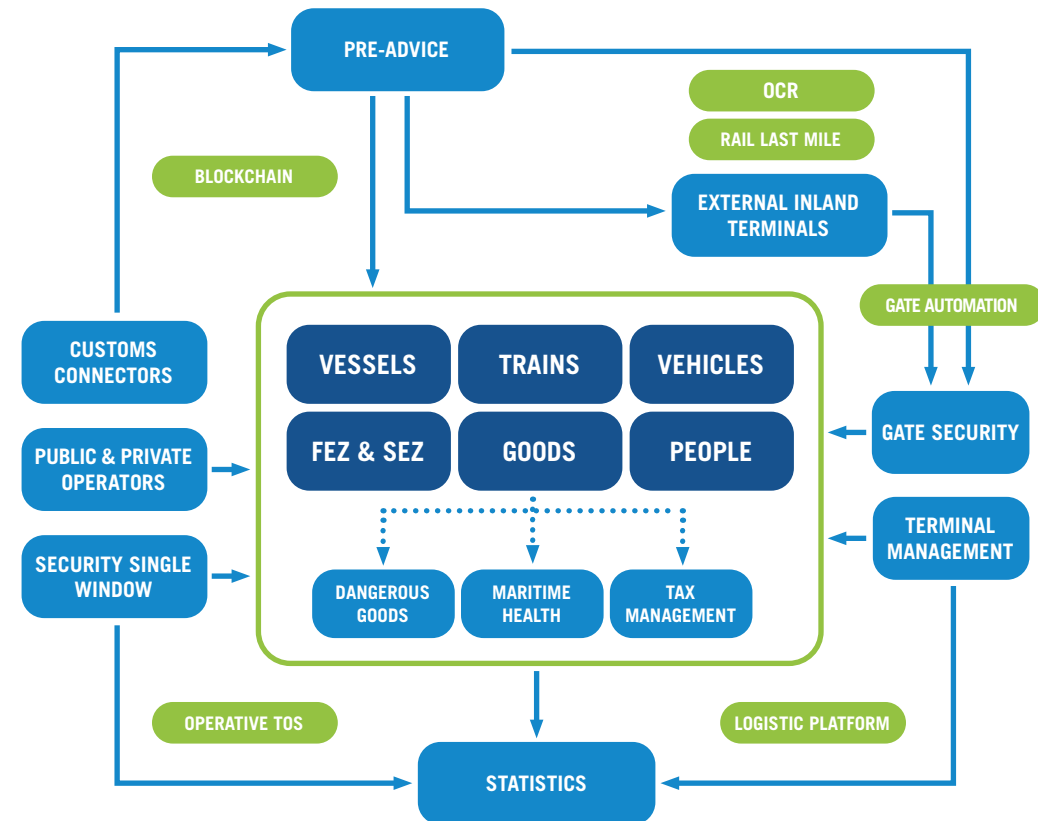 PRE-ADVICE
OCR
RAIL LAST MILE
BLOCKCHAIN
EXTERNAL INLAND
TERMINALS
GATE AUTOMATION
CUSTOMS
CONNECTORS
VESSELS
TRAINS
VEHICLES
GATE SECURITY
PUBLIC & PRIVATE
OPERATORS
FEZ & SEZ
GOODS
PEOPLE
TERMINAL
MANAGEMENT
SECURITY SINGLE
WINDOW
DANGEROUS
GOODS
MARITIME
HEALTH
TAX
MANAGEMENT
OPERATIVE TOS
LOGISTIC PLATFORM
STATISTICS